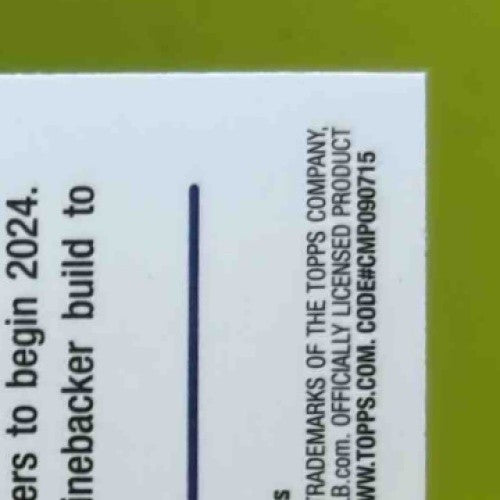 ers to begin 2024.
inebacker build to
s
TRADEMARKS OF THE TOPPS COMPANY,
B.com. OFFICIALLY LICENSED PRODUCT
WW.TOPPS.COM. CODE#CMP090715